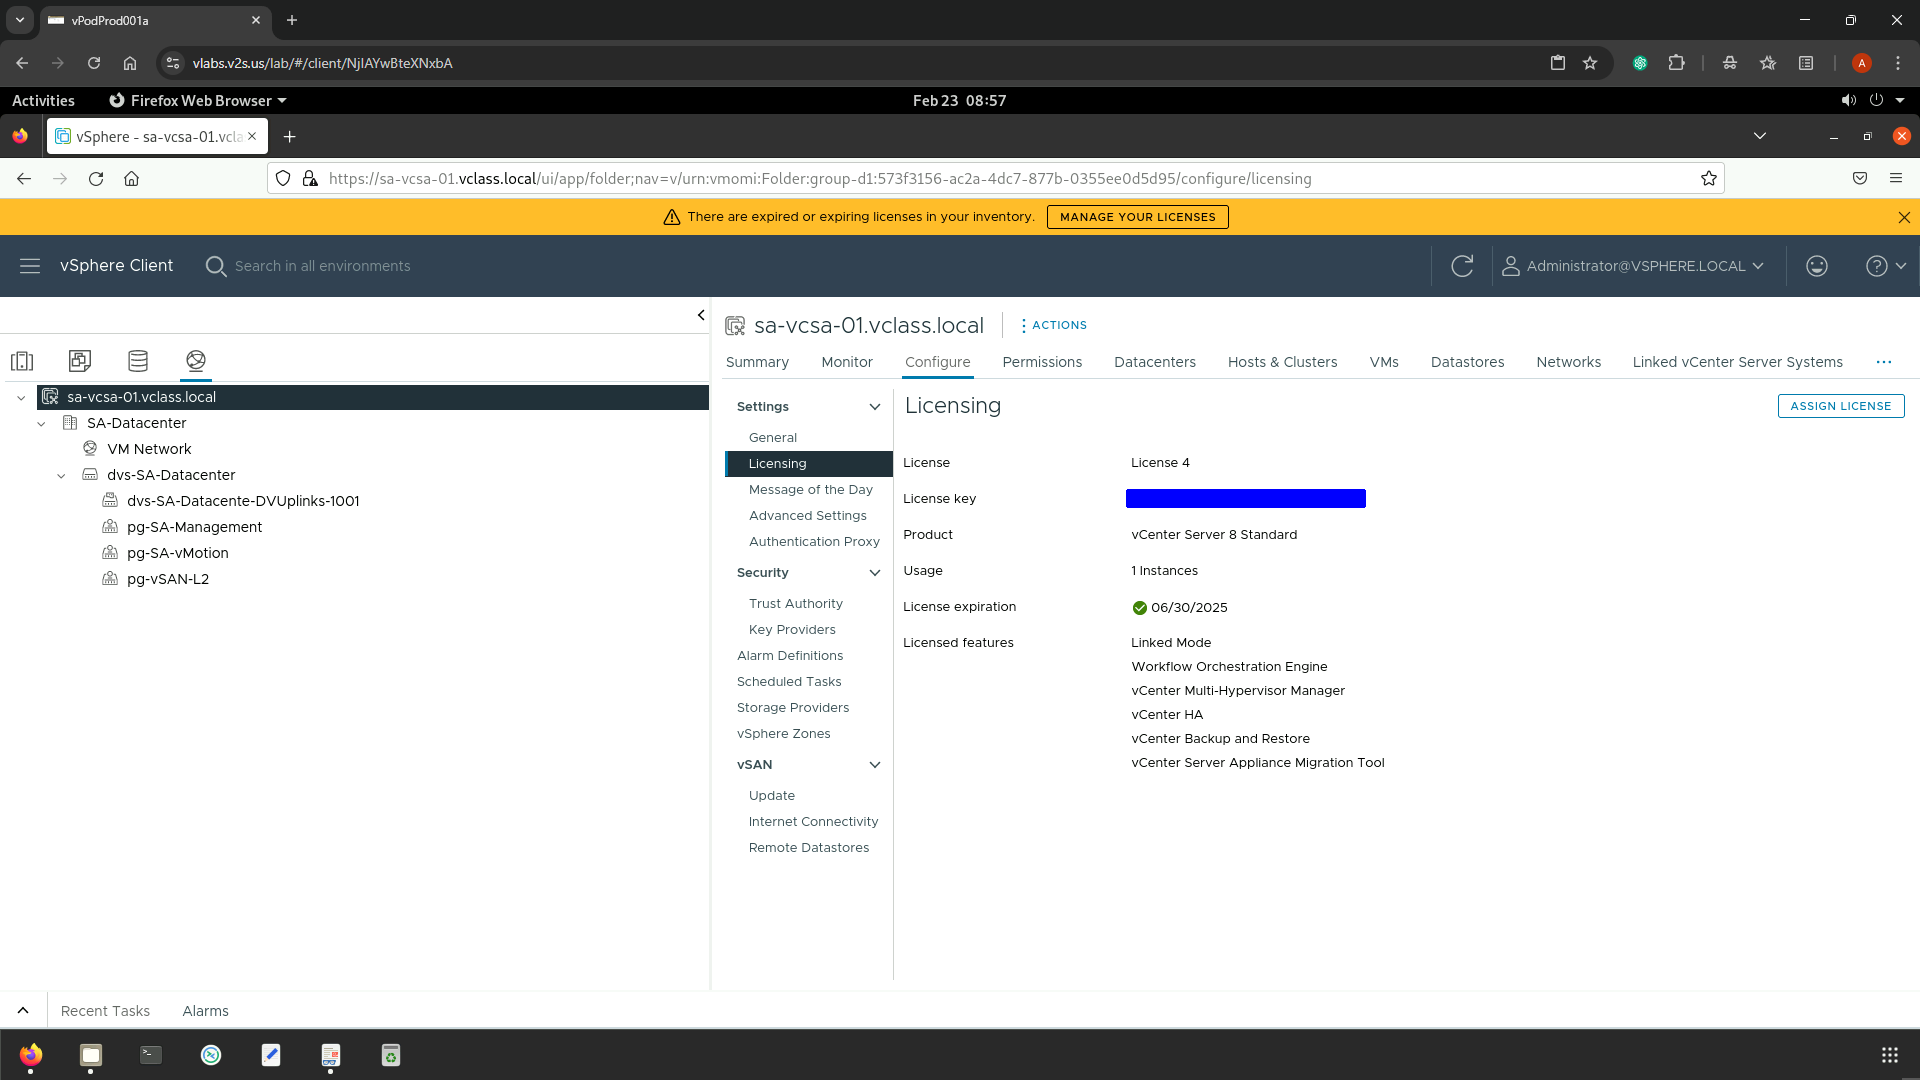 vPodProd001a
vlabs.v2s.us/lab/#/client/NjIAYwBteXNxbA
A
Activities
Firefox Web Browser
Feb 23 08:57
vSphere - sa-vcsa-01.vcla
https://sa-vcsa-01.vclass.local/ui/app/folder;nav=v/urn:vmomi:Folder:group-d1:573f3156-ac2a-4dc7-877b-0355ee0d5d95/configure/licensing
There are expired or expiring licenses in your inventory. MANAGE YOUR LICENSES
vSphere Client
Search in all environments
Administrator@VSPHERE.LOCAL
sa-vcsa-01.vclass.local
SA-Datacenter
VM Network
dvs-SA-Datacenter
dvs-SA-Datacente-DVUplinks-1001
pg-SA-Management
pg-SA-vMotion
pg-vSAN-L2
sa-vcsa-01.vclass.local
ACTIONS
Summary Monitor Configure Permissions Datacenters Hosts & Clusters VMs Datastores Networks Linked vCenter Server Systems ...
Settings
General
Licensing
Message of the Day
Advanced Settings
Authentication Proxy
Security
Trust Authority
Key Providers
Alarm Definitions
Scheduled Tasks
Storage Providers
vSphere Zones
vSAN
Update
Internet Connectivity
Remote Datastores
Licensing
ASSIGN LICENSE
License License 4
License key
Product vCenter Server 8 Standard
Usage 1 Instances
License expiration 06/30/2025
Licensed features Linked Mode
Workflow Orchestration Engine
vCenter Multi-Hypervisor Manager
vCenter HA
vCenter Backup and Restore
vCenter Server Appliance Migration Tool
Recent Tasks Alarms